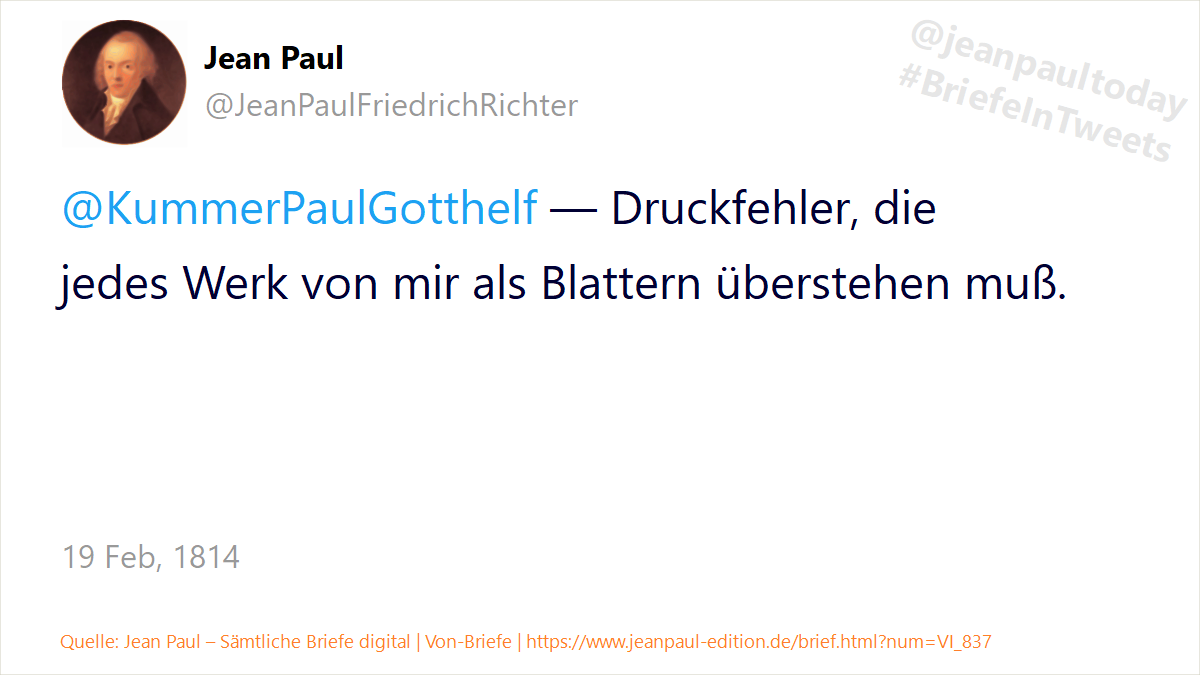 Jean Paul
@JeanPaulFriedrichRichter
@jeanpaultoday
#BriefeInTweets
@KummerPaulGotthelf — Druckfehler, die
jedes Werk von mir als Blattern überstehen muß.
19 Feb, 1814
Quelle: Jean Paul – Sämtliche Briefe digital | Von-Briefe | https://www.jeanpaul-edition.de/brief.html?num=VI_837